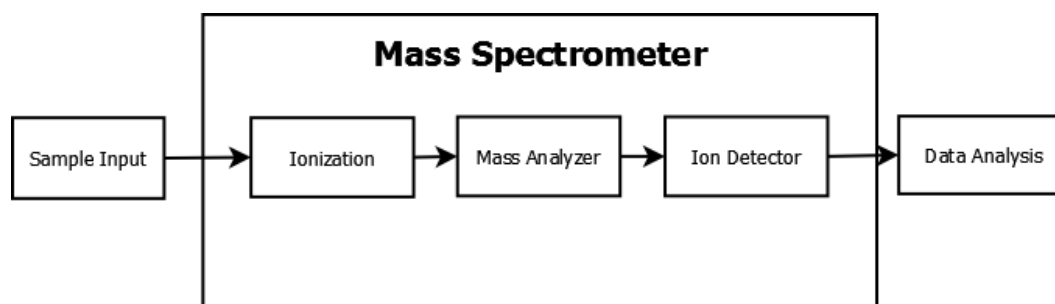 Mass Spectrometer
Sample Input
Ionization
Mass Analyzer
Ion Detector
Data Analysis